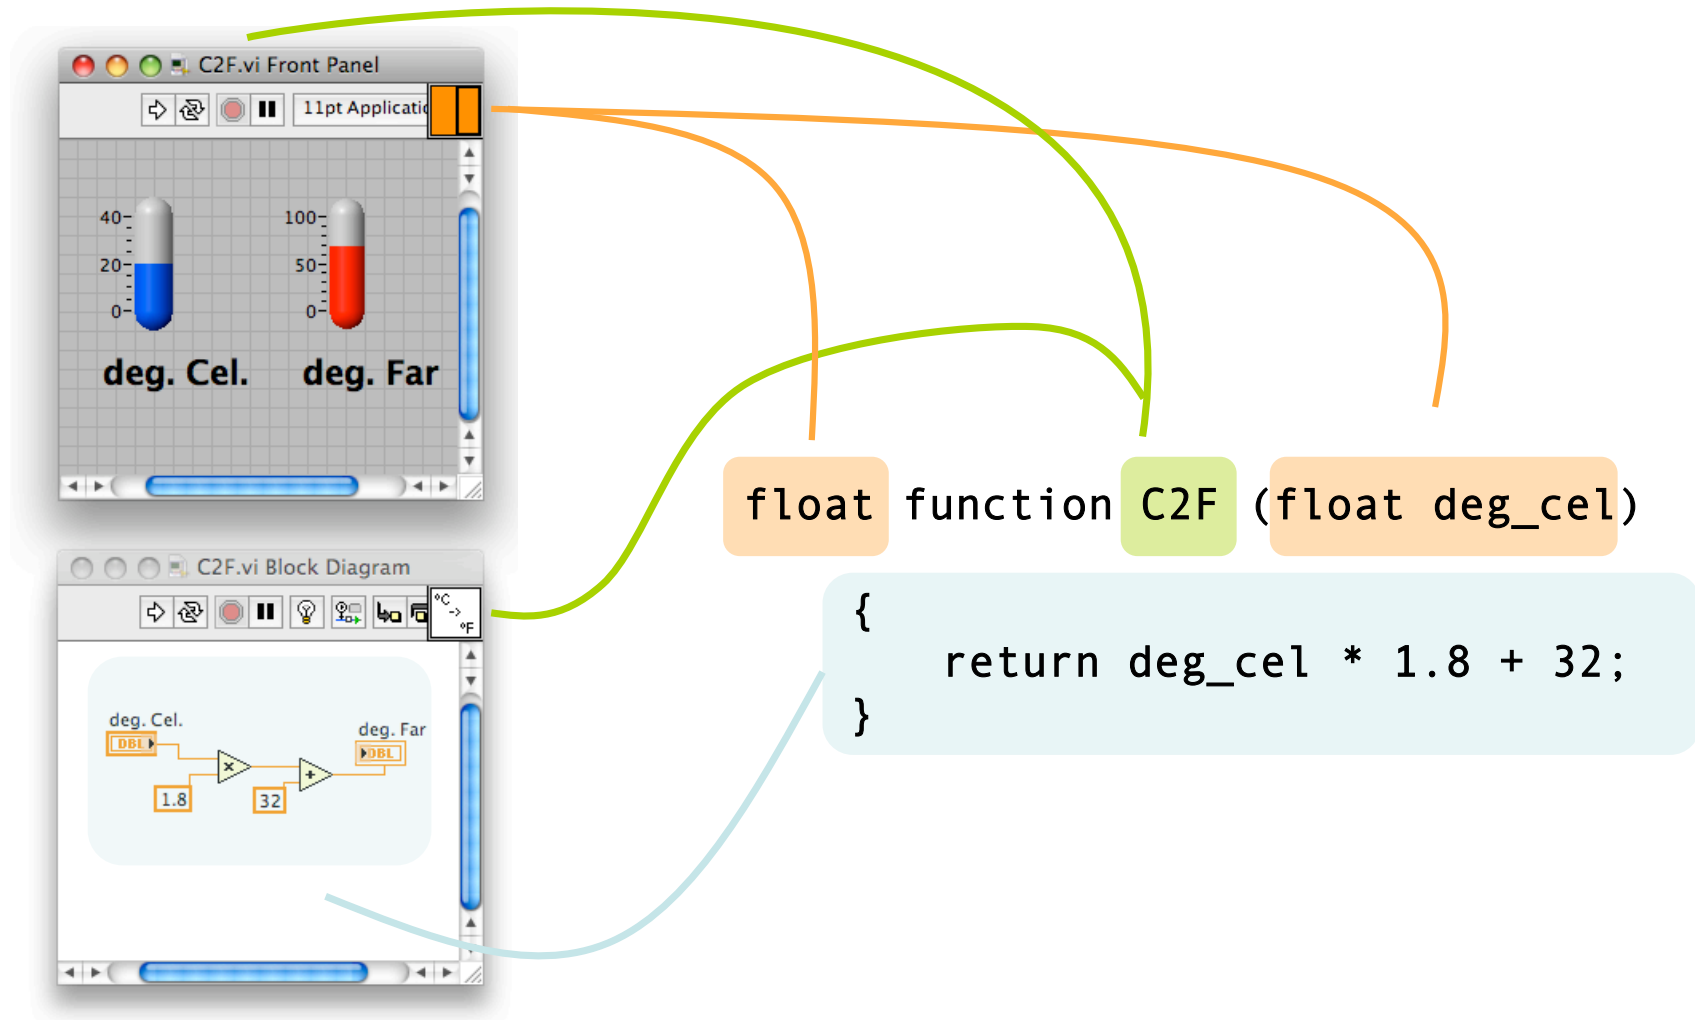 C2F.vi Front Panel
11pt Applicatio
40
20
0
100
50
0
deg. Cel.
deg. Far
C2F.vi Block Diagram
°C
->
°F
deg. Cel.
DBL
1.8
×
32
+
deg. Far
DBL
float function C2F (float deg_cel)
{
return deg_cel * 1.8 + 32;
}